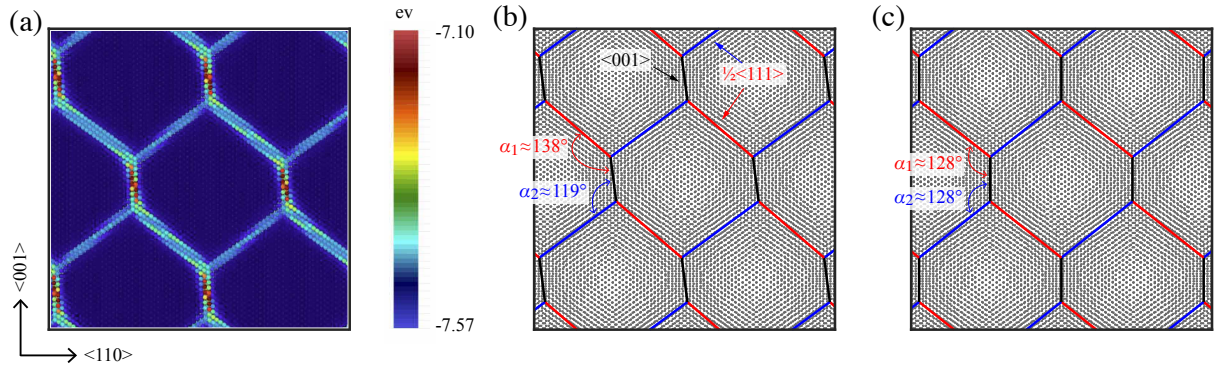 (a)
ev
-7.10
-7.57
<001>
<110>
(b)
<001>
½<111>
α₁≈138°
α₂≈119°
(c)
α₁≈128°
α₂≈128°